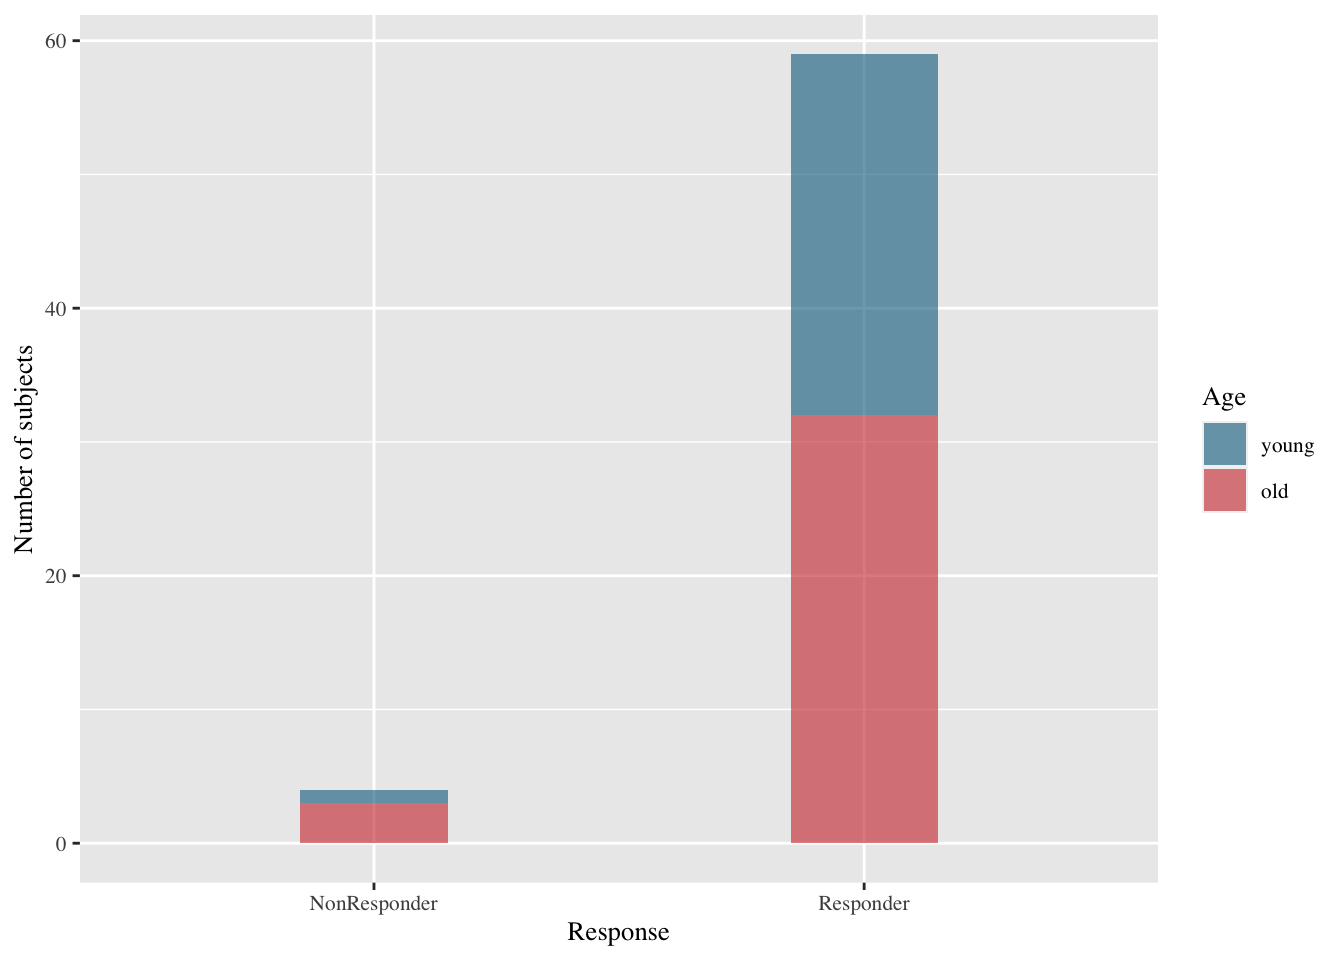 60
40
20
0
Number of subjects
NonResponder
Responder
Response
Age
young
old